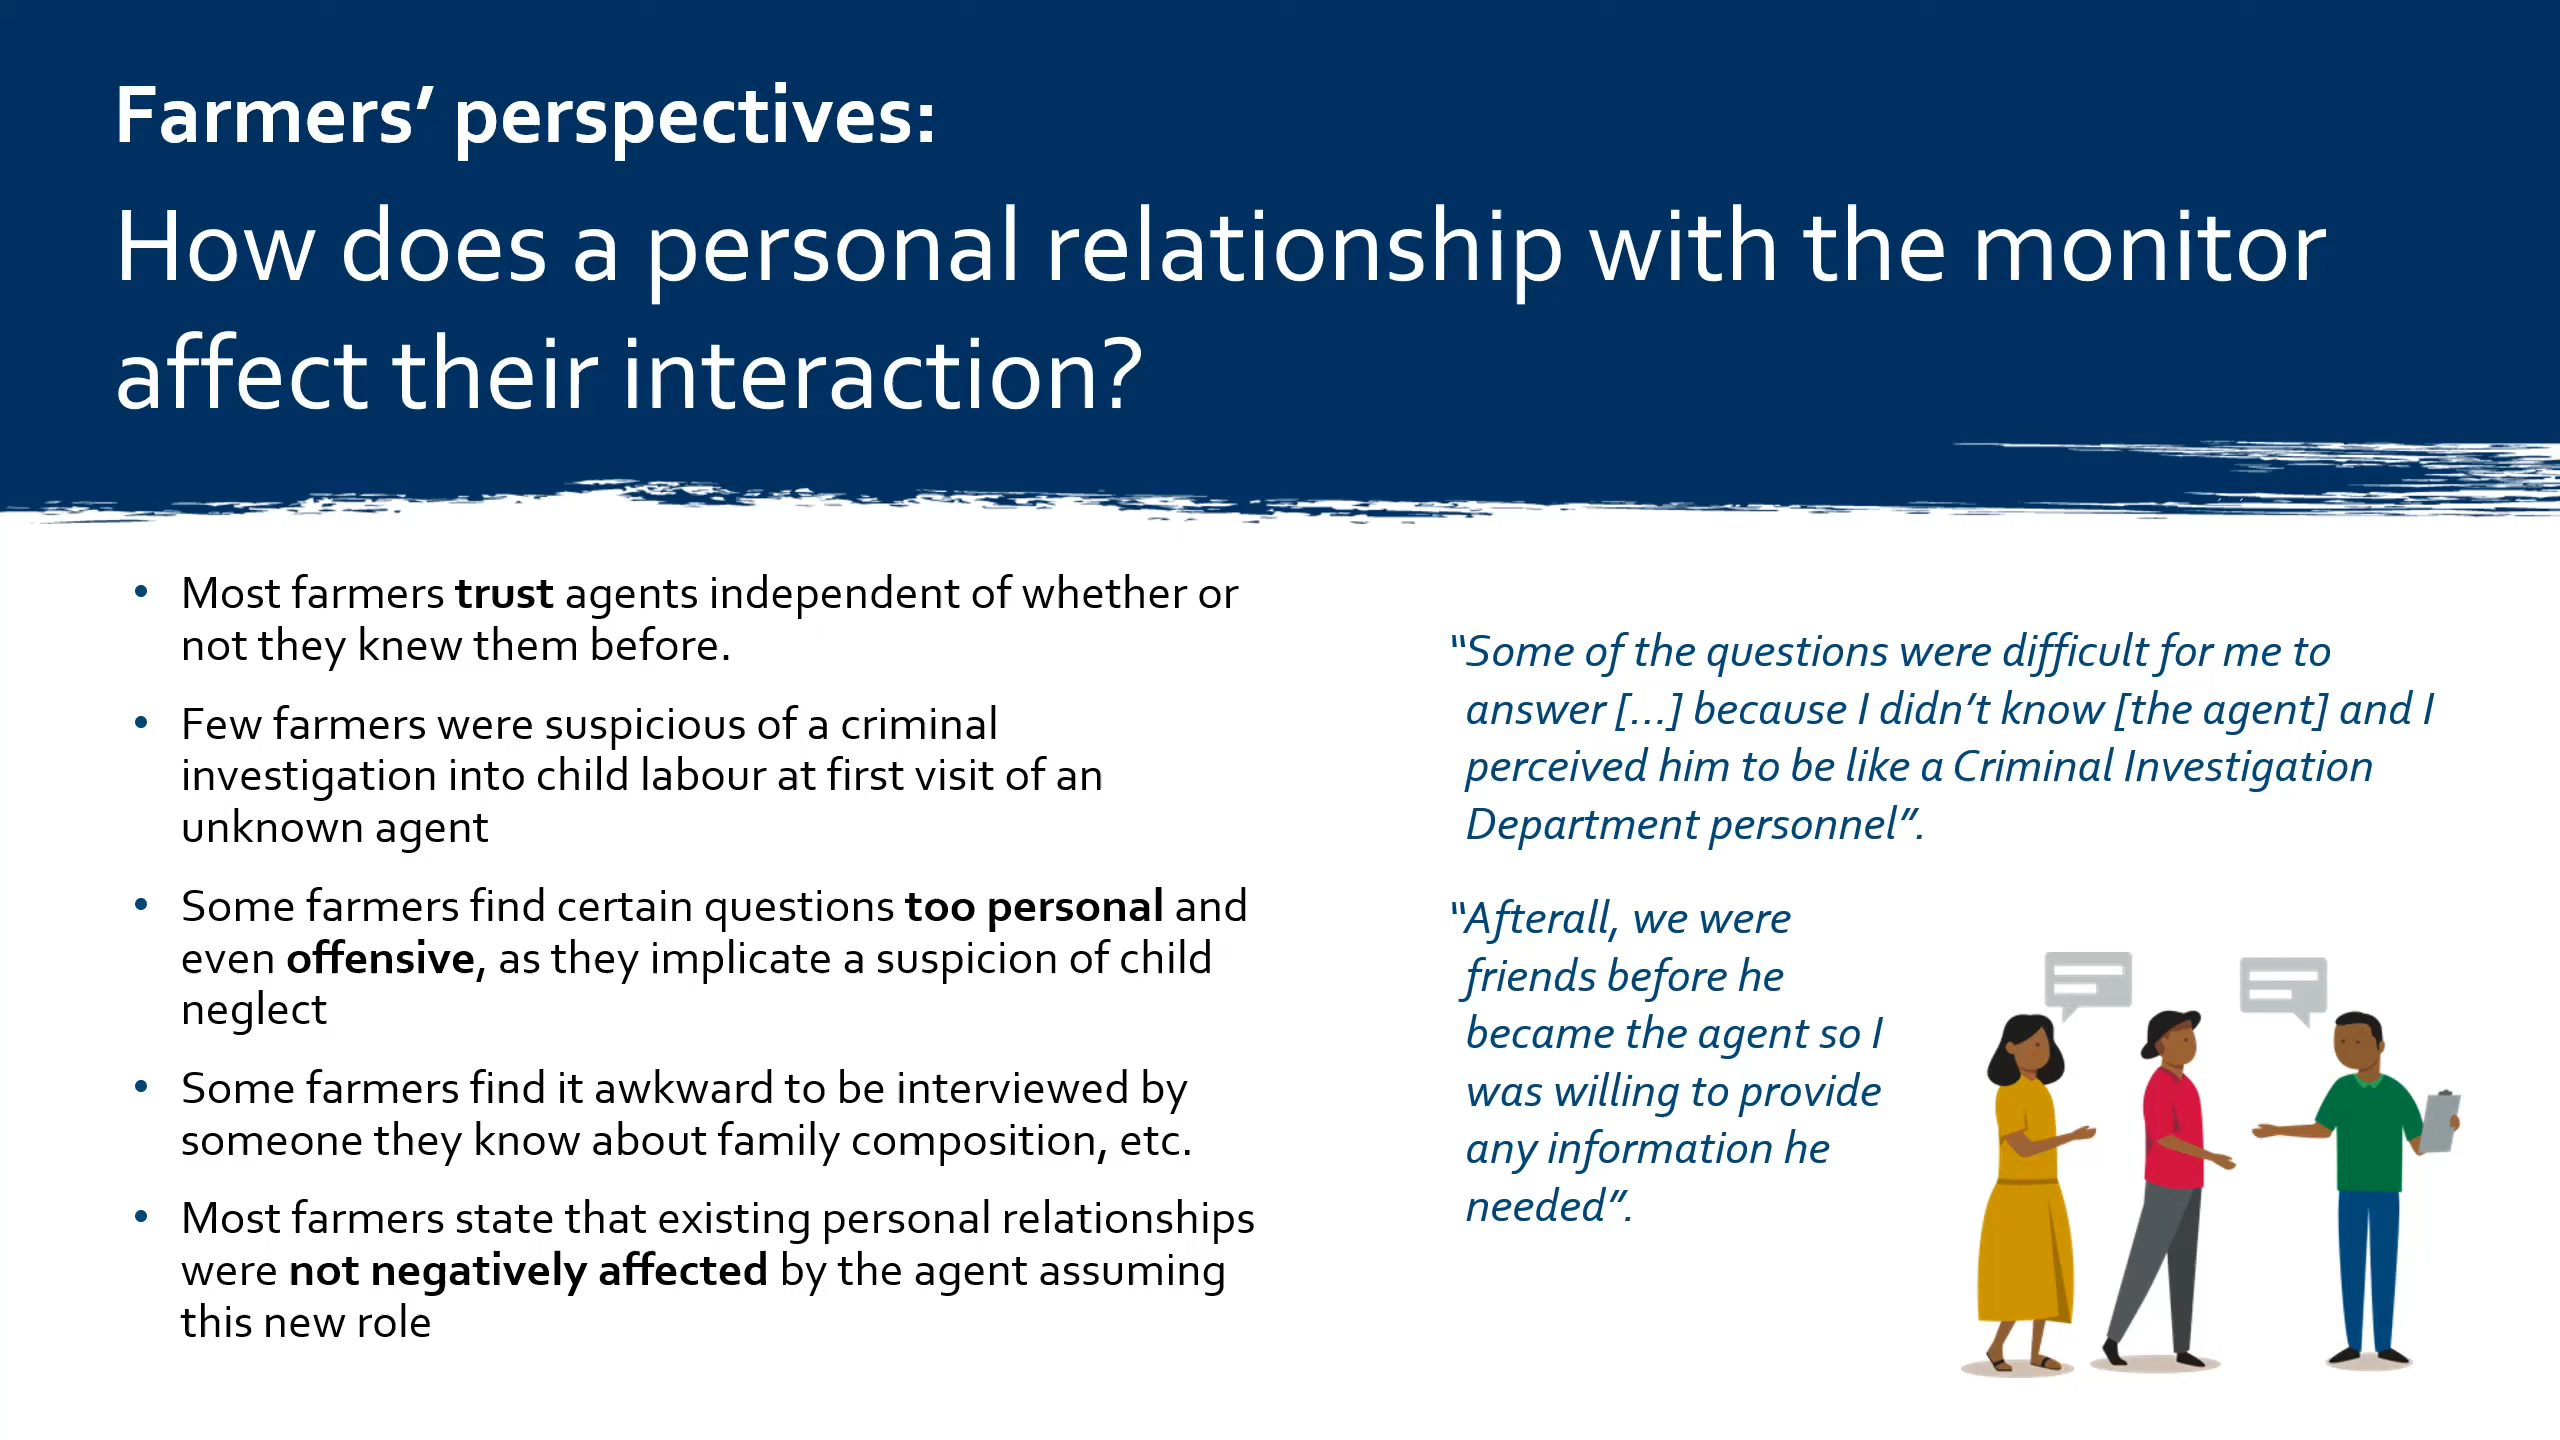 Farmers’ perspectives:
How does a personal relationship with the monitor
affect their interaction?
• Most farmers trust agents independent of whether or
not they knew them before.
• Few farmers were suspicious of a criminal
investigation into child labour at first visit of an
unknown agent
• Some farmers find certain questions too personal and
even offensive, as they implicate a suspicion of child
neglect
• Some farmers find it awkward to be interviewed by
someone they know about family composition, etc.
• Most farmers state that existing personal relationships
were not negatively affected by the agent assuming
this new role
“Some of the questions were difficult for me to
answer [...] because I didn’t know [the agent] and I
perceived him to be like a Criminal Investigation
Department personnel”.
“Afterall, we were
friends before he
became the agent so I
was willing to provide
any information he
needed”.